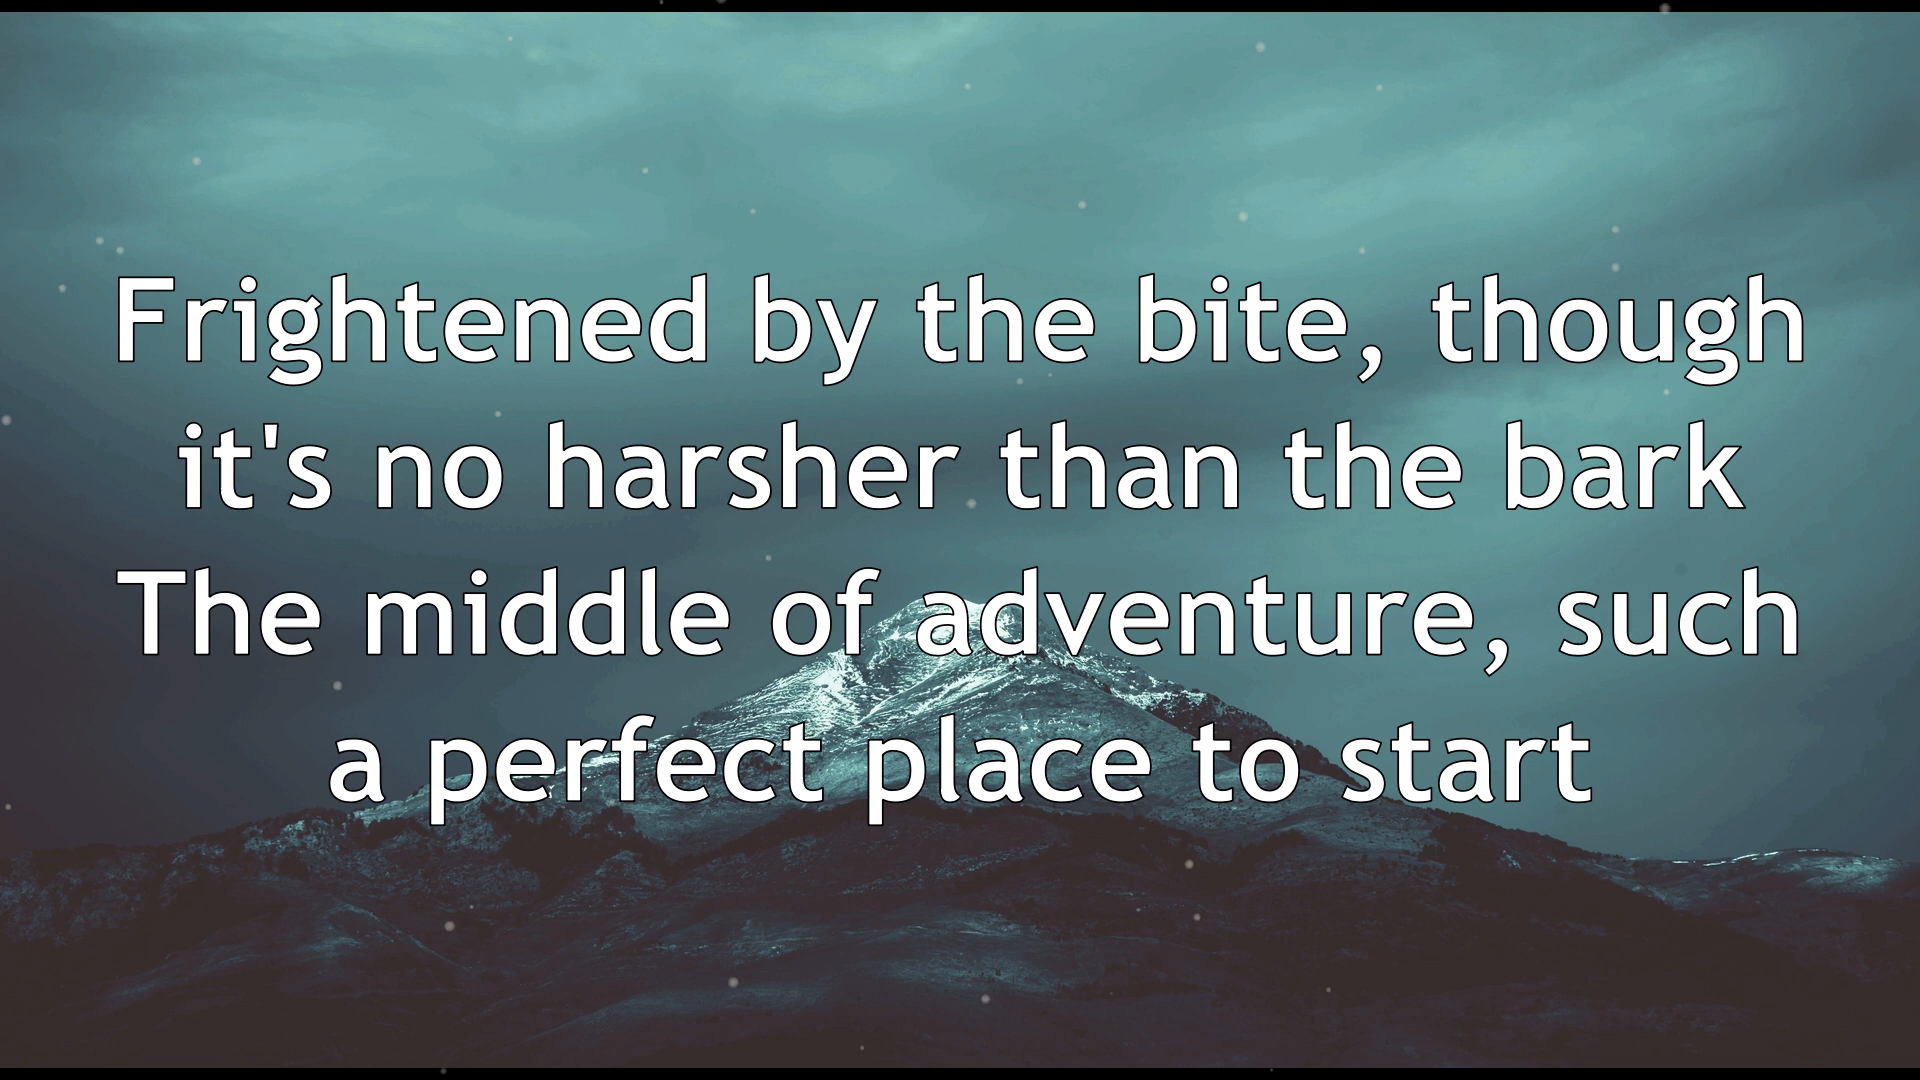 Frightened by the bite, though
it's no harsher than the bark
The middle of adventure, such
a perfect place to start